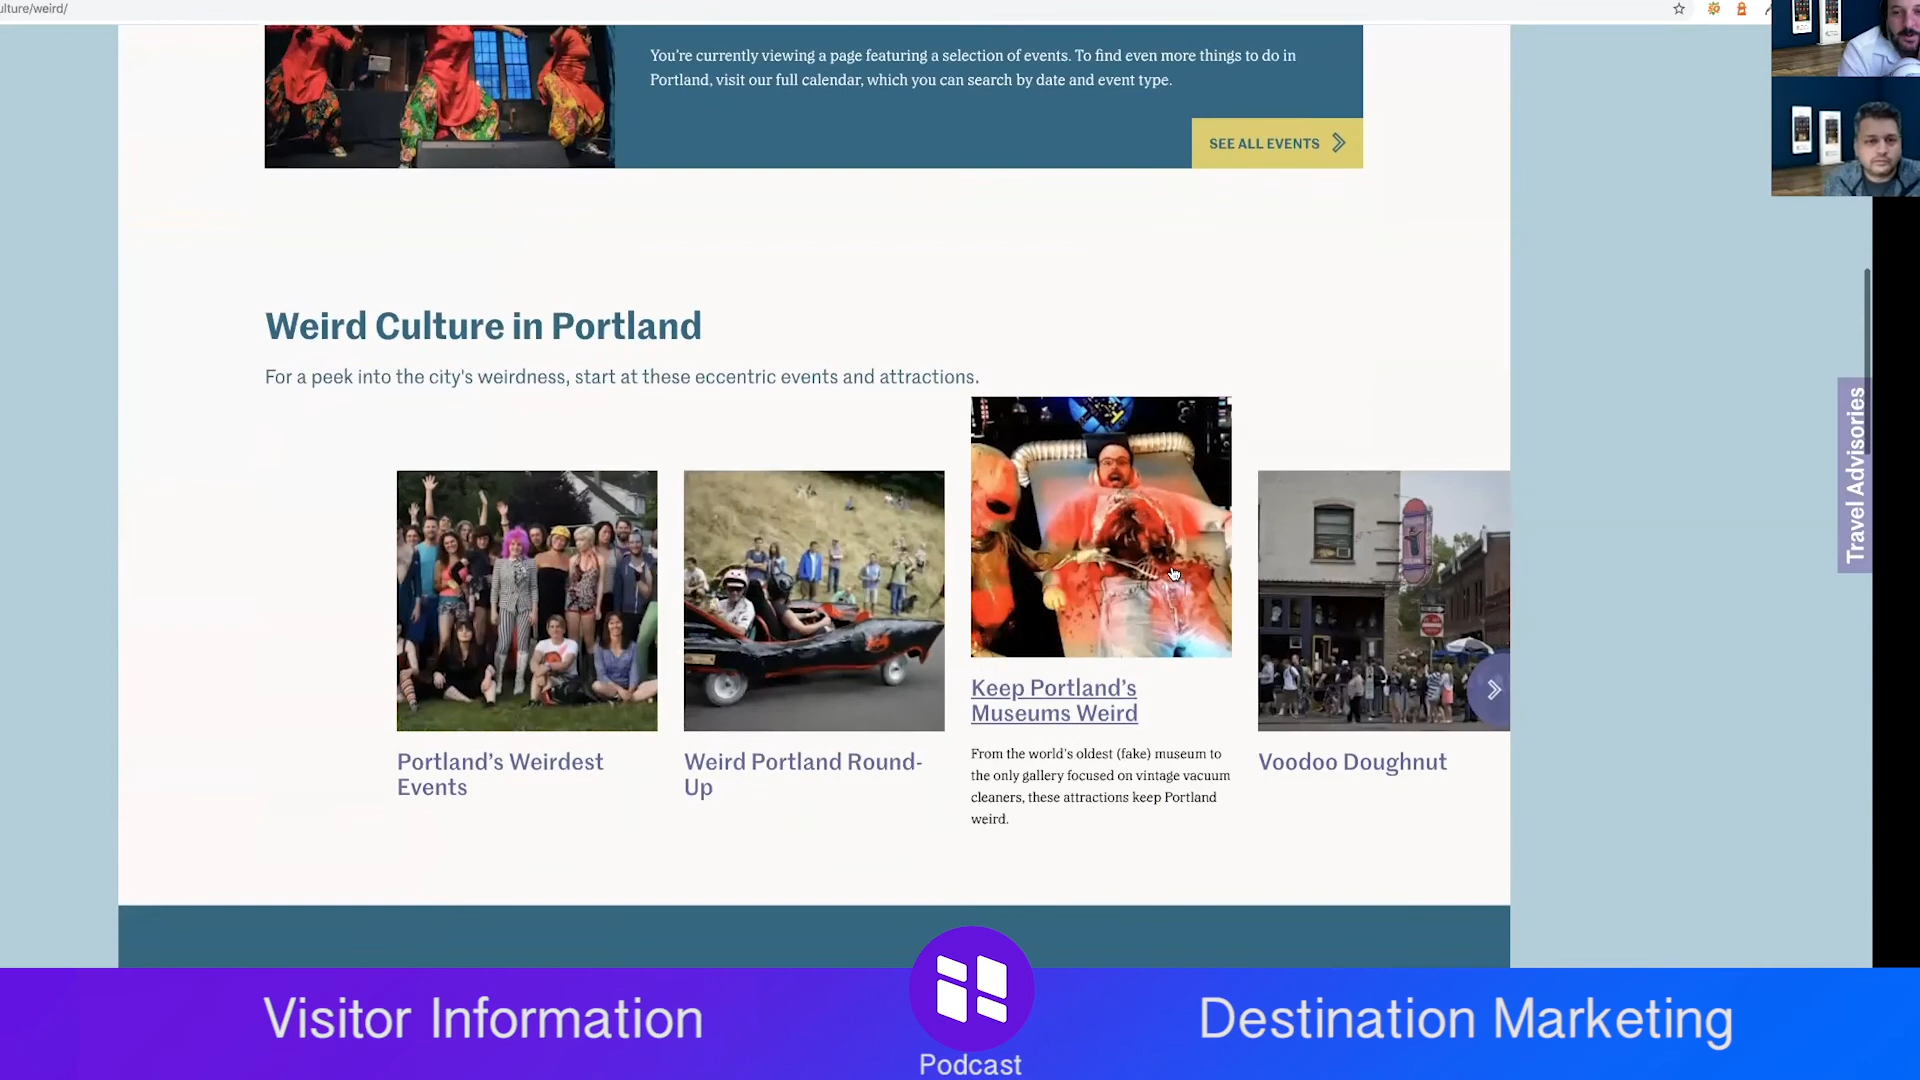 ulture/weird/
You're currently viewing a page featuring a selection of events. To find even more things to do in
Portland, visit our full calendar, which you can search by date and event type.
SEE ALL EVENTS
Weird Culture in Portland
For a peek into the city's weirdness, start at these eccentric events and attractions.
Portland's Weirdest
Events
Weird Portland Round-
Up
Keep Portland's
Museums Weird
From the world's oldest (fake) museum to
the only gallery focused on vintage vacuum
cleaners, these attractions keep Portland
weird.
Voodoo Doughnut
Travel Advisories
Visitor Information
Podcast
Destination Marketing